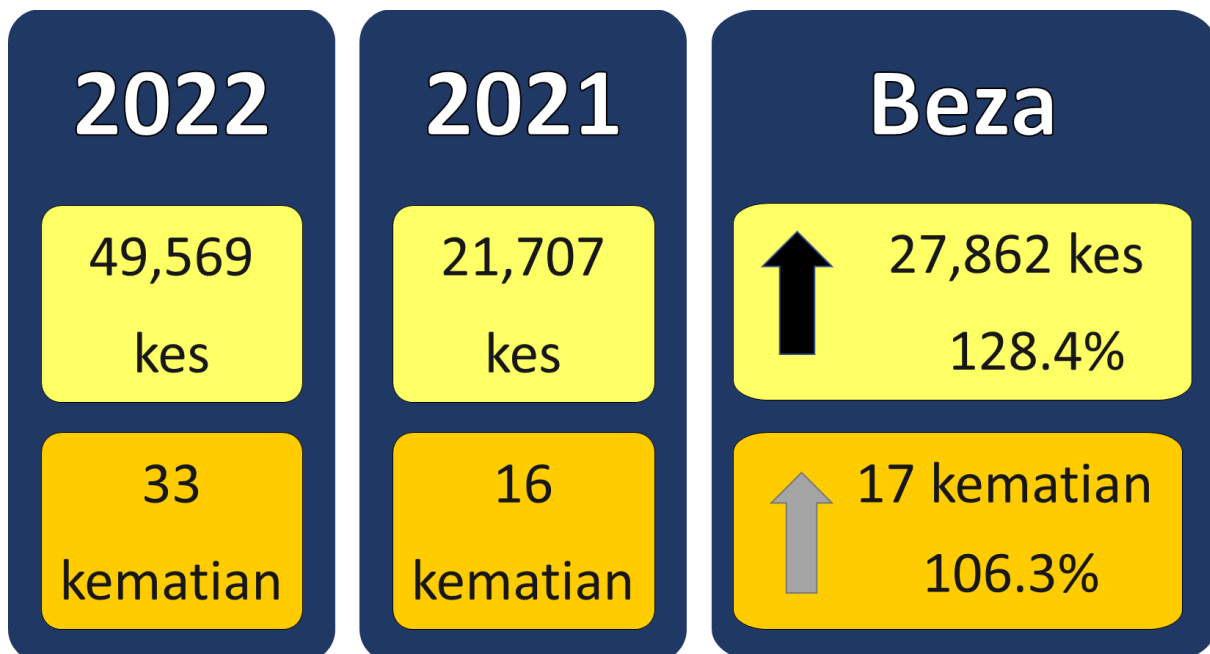 2022
49,569
kes
33
kematian
2021
21,707
kes
16
kematian
Beza
27,862 kes
128.4%
17 kematian
106.3%